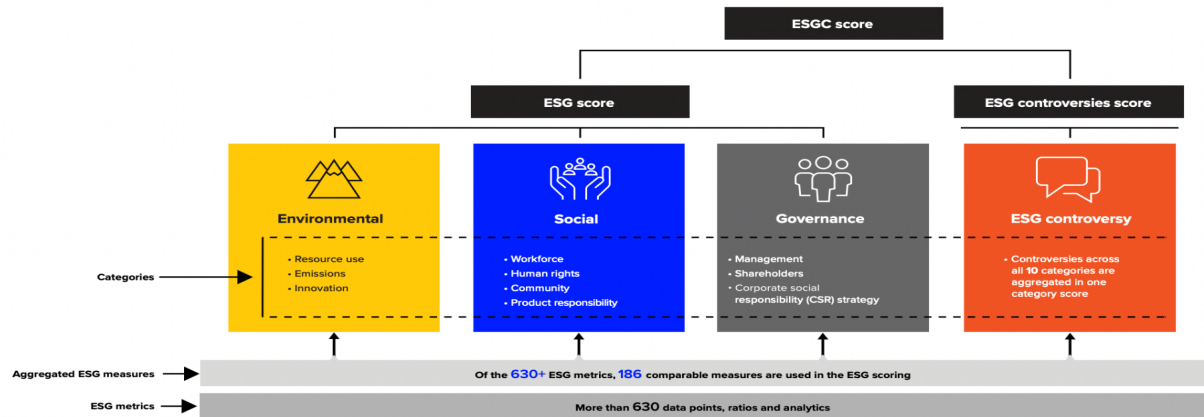 ESGC score
ESG score
ESG controversies score
Environmental
Social
Governance
ESG controversy
Categories
• Resource use
• Emissions
• Innovation
• Workforce
• Human rights
• Community
• Product responsibility
• Management
• Shareholders
• Corporate social
responsibility (CSR) strategy
• Controversies across
all 10 categories are
aggregated in one
category score
Aggregated ESG measures
Of the 630+ ESG metrics, 186 comparable measures are used in the ESG scoring
ESG metrics
More than 630 data points, ratios and analytics